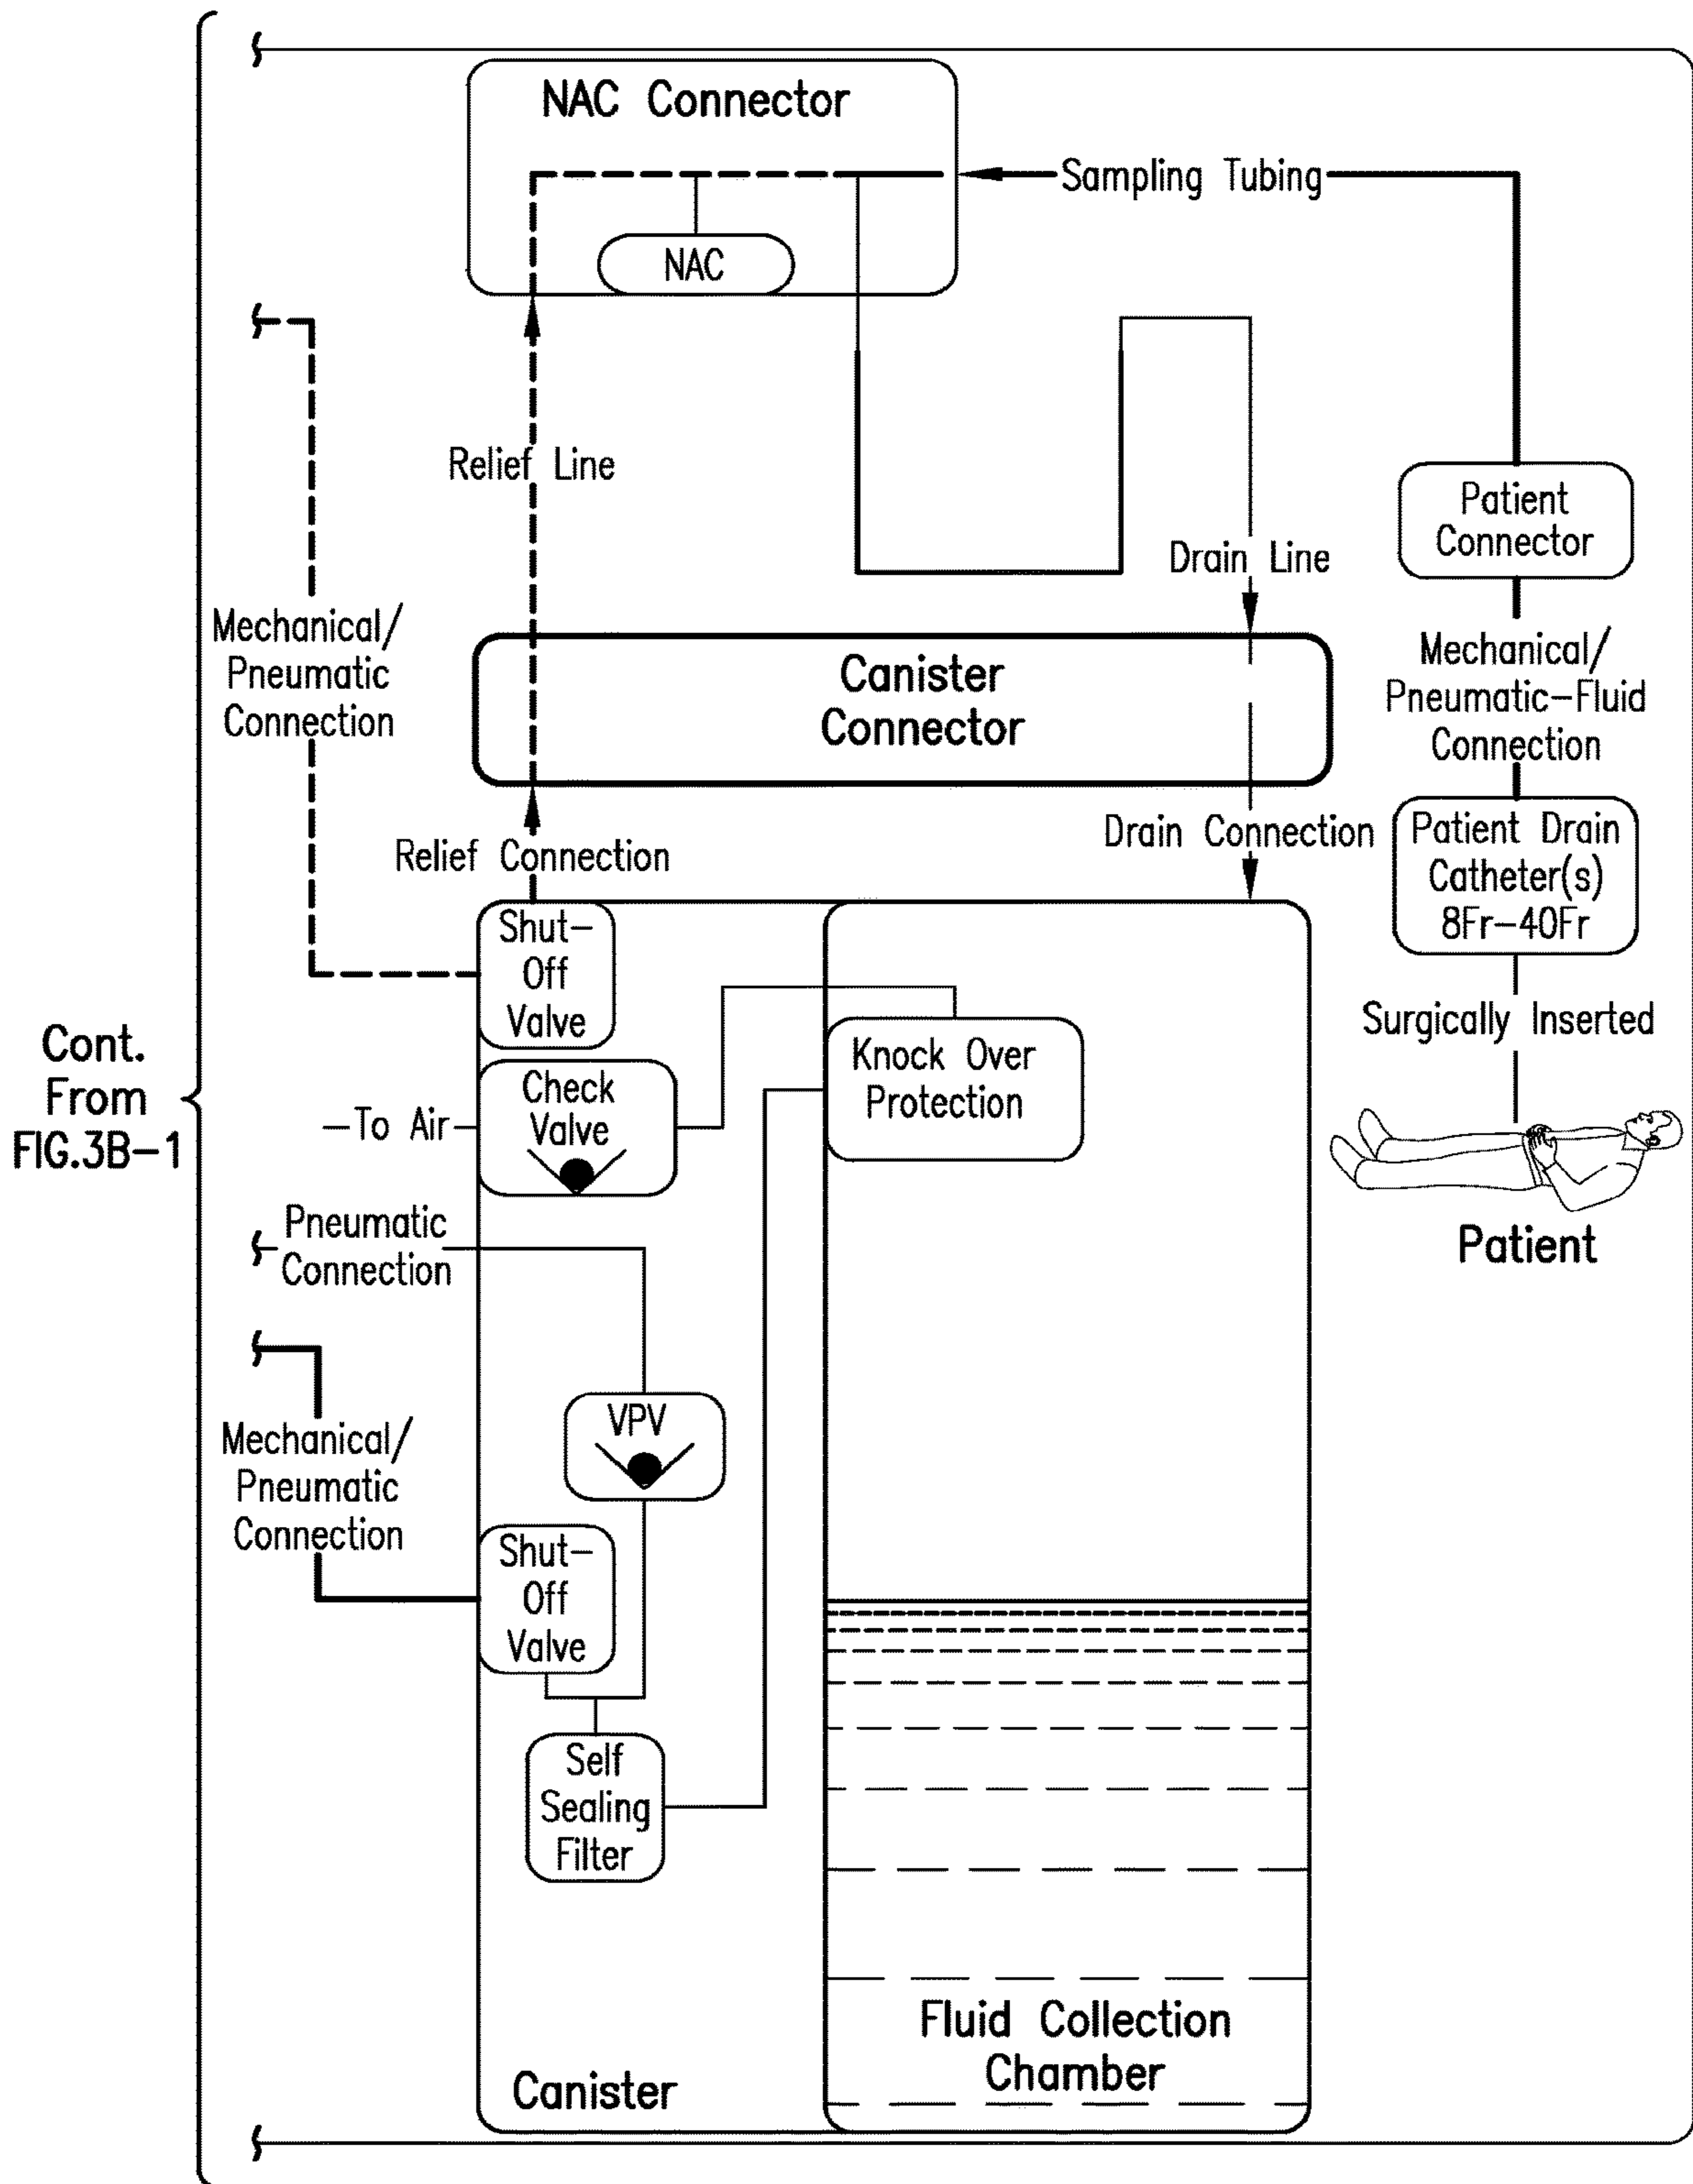 NAC Connector
Sampling Tubing
NAC
Relief Line
Patient
Connector
Drain Line
Mechanical/
Pneumatic
Connection
Canister
Connector
Mechanical/
Pneumatic-Fluid
Connection
Relief Connection
Drain Connection
Patient Drain
Catheter(s)
8Fr-40Fr
Surgically Inserted
Patient
Shut-
Off
Valve
Cont.
From
FIG.3B-1
To Air
Check
Valve
Knock Over
Protection
Pneumatic
Connection
VPV
Mechanical/
Pneumatic
Connection
Shut-
Off
Valve
Self
Sealing
Filter
Canister
Fluid Collection
Chamber